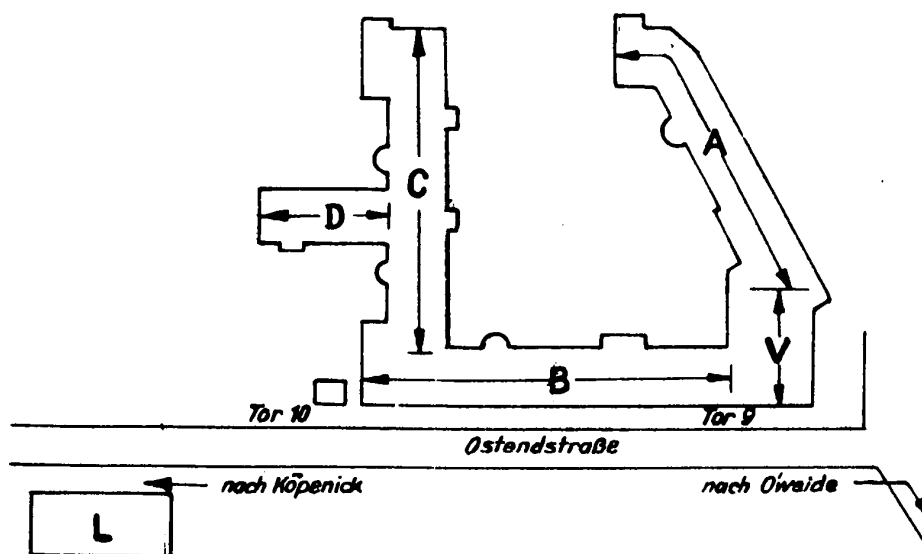 A
C
D
V
B
Tor 10
Tor 9
Ostendstraße
nach Köpenick
nach O'weide
L